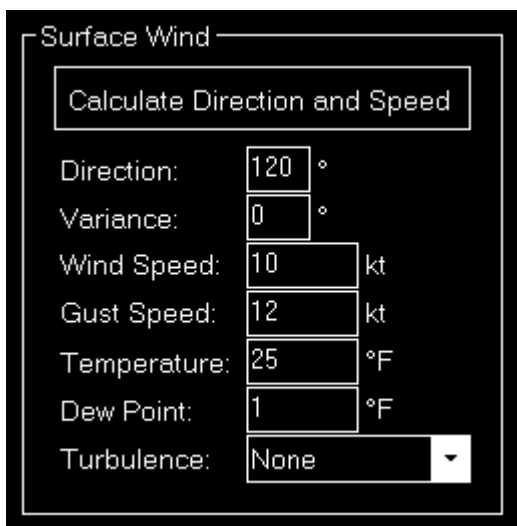 Surface Wind
Calculate Direction and Speed
Direction: 120 °
Variance: 0 °
Wind Speed: 10 kt
Gust Speed: 12 kt
Temperature: 25 °F
Dew Point: 1 °F
Turbulence: None